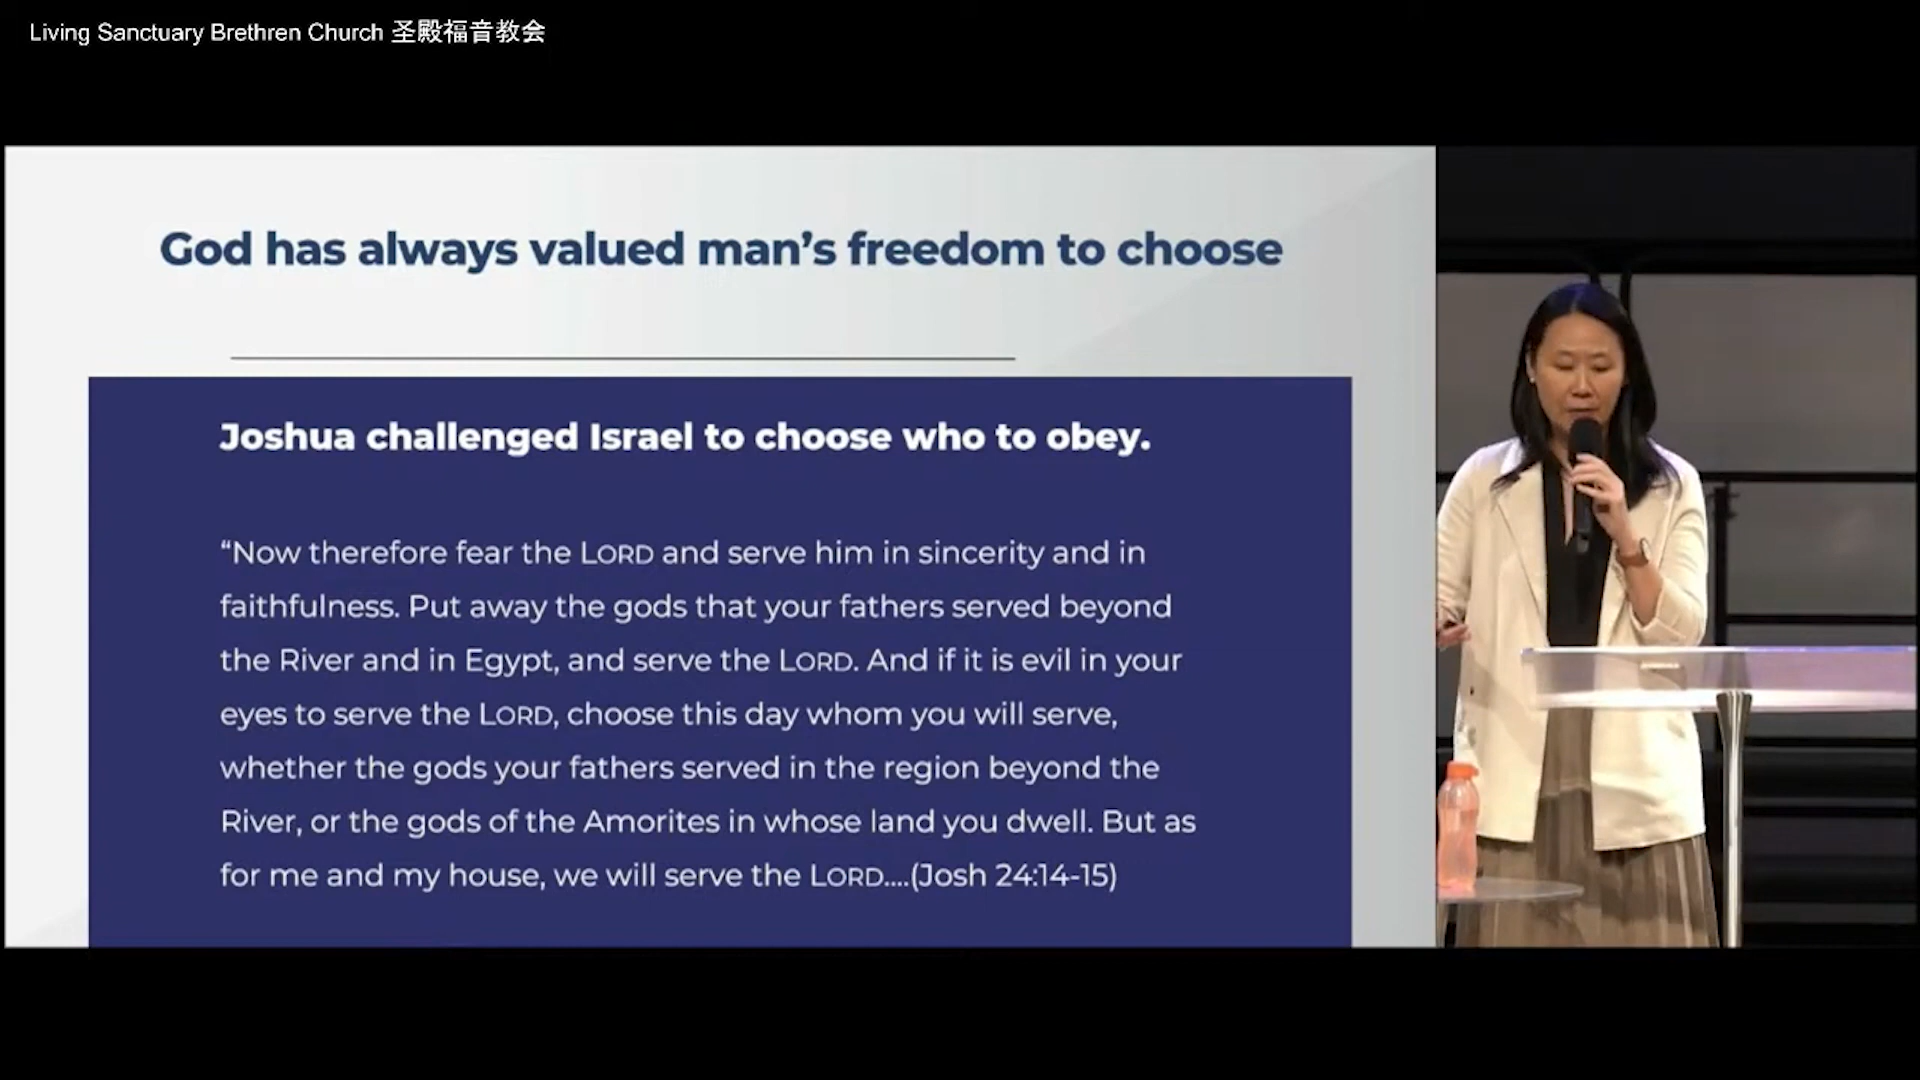 Living Sanctuary Brethren Church 圣殿福音教会
God has always valued man’s freedom to choose
Joshua challenged Israel to choose who to obey.
“Now therefore fear the LORD and serve him in sincerity and in
faithfulness. Put away the gods that your fathers served beyond
the River and in Egypt, and serve the LORD. And if it is evil in your
eyes to serve the LORD, choose this day whom you will serve,
whether the gods your fathers served in the region beyond the
River, or the gods of the Amorites in whose land you dwell. But as
for me and my house, we will serve the LORD....(Josh 24:14-15)